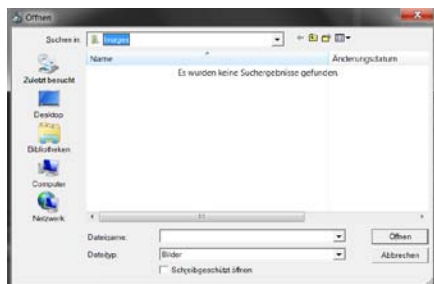 Öffnen
Suchen in:
Images
Name
Änderungsdatum
Es wurden keine Suchergebnisse gefunden.
Zuletzt besucht
Desktop
Bibliotheken
Computer
Netzwerk
Dateiname:
Öffnen
Dateityp:
Bilder
Abbrechen
Schreibgeschützt öffnen